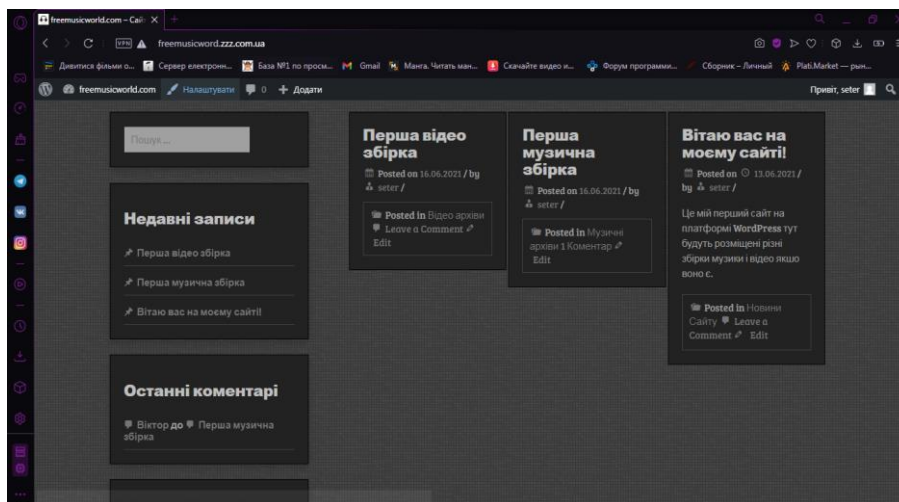 freemusicworld.com – Сай
VPN
freemusicword.zzz.com.ua
Дивитися фільми о...
Сервер електронн...
База №1 по просм...
Gmail
Манга. Читать ман...
Скачайте видео и...
Форум программи...
Сборник – Личный
Plati.Market — рын...
freemusicworld.com
Налаштувати
0
Додати
Привіт, seter
Пошук ...
Недавні записи
Перша відео збірка
Перша музична збірка
Вітаю вас на моєму сайті!
Останні коментарі
Віктор до Перша музична
збірка
Перша відео
збірка
Posted on 16.06.2021 / by
seter /
Posted in Відео архіви
Leave a Comment
Edit
Перша
музична
збірка
Posted on 16.06.2021 / by
seter /
Posted in Музичні
архіви 1 Коментар
Edit
Вітаю вас на
моєму сайті!
Posted on 13.06.2021 /
by seter /
Це мій перший сайт на
платформі WordPress тут
будуть розміщені різні
збірки музики і відео якшо
воно є.
Posted in Новини
Сайту Leave a
Comment Edit